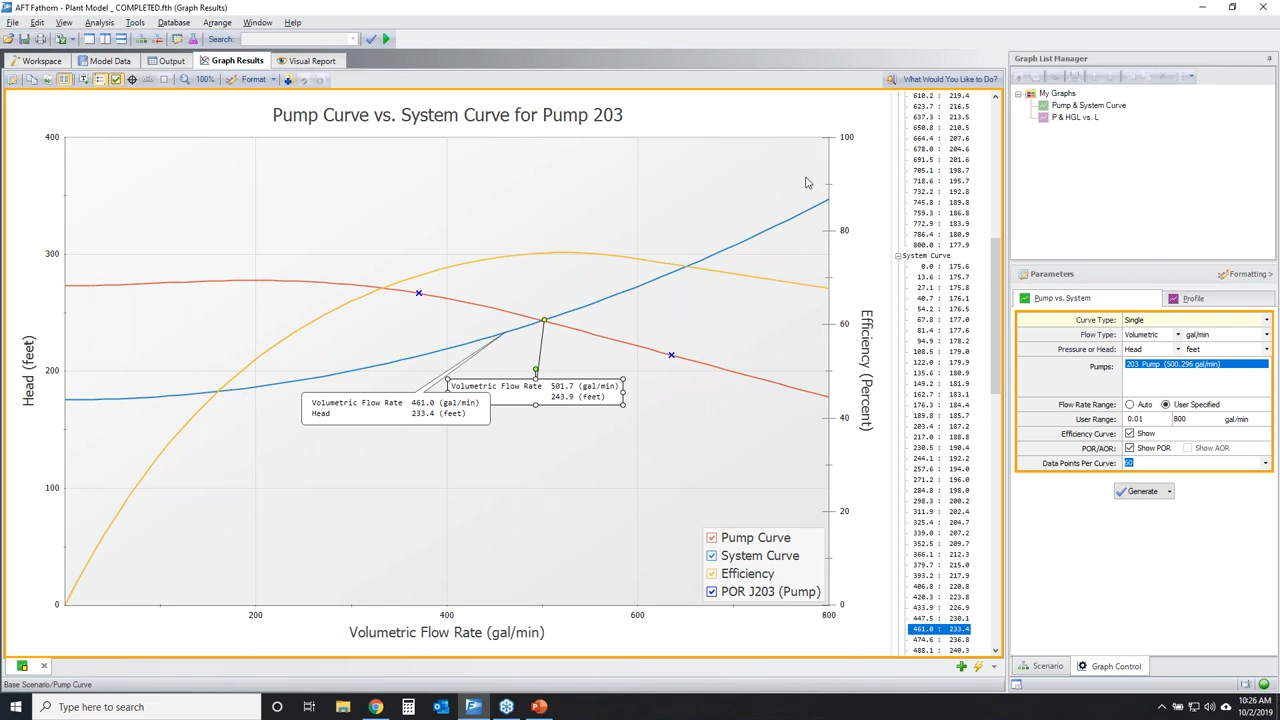 AFT Fathom - Plant Model _ COMPLETED.fth (Graph Results)
File Edit View Analysis Tools Database Arrange Window Help
Search:
Workspace Model Data Output Graph Results Visual Report
100% Format What Would You Like to Do?
Pump Curve vs. System Curve for Pump 203
400
300
200
100
0
Head (feet)
100
80
60
40
20
0
Efficiency (Percent)
200 400 600 800
Volumetric Flow Rate (gal/min)
Volumetric Flow Rate 501.7 (gal/min)
243.9 (feet)
Volumetric Flow Rate 461.0 (gal/min)
Head 233.4 (feet)
Pump Curve
System Curve
Efficiency
POR J203 (Pump)
610.2 : 219.4
623.7 : 216.5
637.3 : 213.5
650.8 : 210.5
664.4 : 207.6
678.0 : 204.6
691.5 : 201.6
705.1 : 198.7
718.6 : 195.7
732.2 : 192.8
745.8 : 189.8
759.3 : 186.8
772.9 : 183.9
786.4 : 180.9
800.0 : 177.9
System Curve
0.0 : 175.6
13.6 : 175.7
27.1 : 175.8
40.7 : 176.1
54.2 : 176.5
67.8 : 177.0
81.4 : 177.6
94.9 : 178.2
108.5 : 179.0
122.0 : 179.9
135.6 : 180.9
149.2 : 181.9
162.7 : 183.1
176.3 : 184.4
189.8 : 185.7
203.4 : 187.2
217.0 : 188.8
230.5 : 190.4
244.1 : 192.2
257.6 : 194.0
271.2 : 196.0
284.8 : 198.0
298.3 : 200.2
311.9 : 202.4
325.4 : 204.7
339.0 : 207.2
352.5 : 209.7
366.1 : 212.3
379.7 : 215.0
393.2 : 217.9
406.8 : 220.8
420.3 : 223.8
433.9 : 226.9
447.5 : 230.1
461.0 : 233.4
474.6 : 236.8
488.1 : 240.3
Graph List Manager
My Graphs
Pump & System Curve
P & HGL vs. L
Parameters Formatting >
Pump vs. System Profile
Curve Type: Single
Flow Type: Volumetric gal/min
Pressure or Head: Head feet
Pumps: 203 Pump (500.296 gal/min)
Flow Rate Range: Auto User Specified
User Range: 0.01 800 gal/min
Efficiency Curve: Show
POR/AOR: Show POR Show AOR
Data Points Per Curve: 60
Generate
Scenario Graph Control
Base Scenario/Pump Curve
Type here to search
10:26 AM
10/2/2019